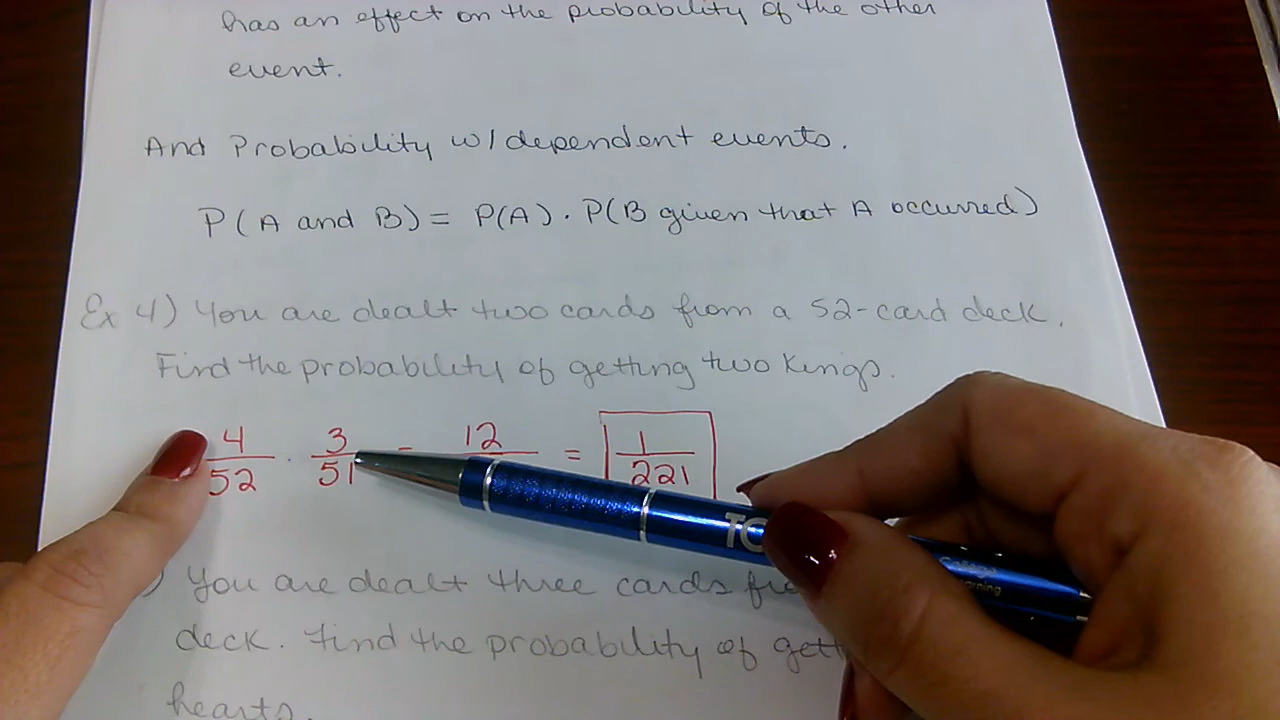 has an effect on the probability of the other
event.
And Probability w/dependent events.
P(A and B) = P(A) · P(B given that A occurred)
Ex 4) You are dealt two cards from a 52-card deck.
Find the probability of getting two kings.
4/52 · 3/51 = 12 = 1/221
You are dealt three cards
deck. Find the probability of
hearts.